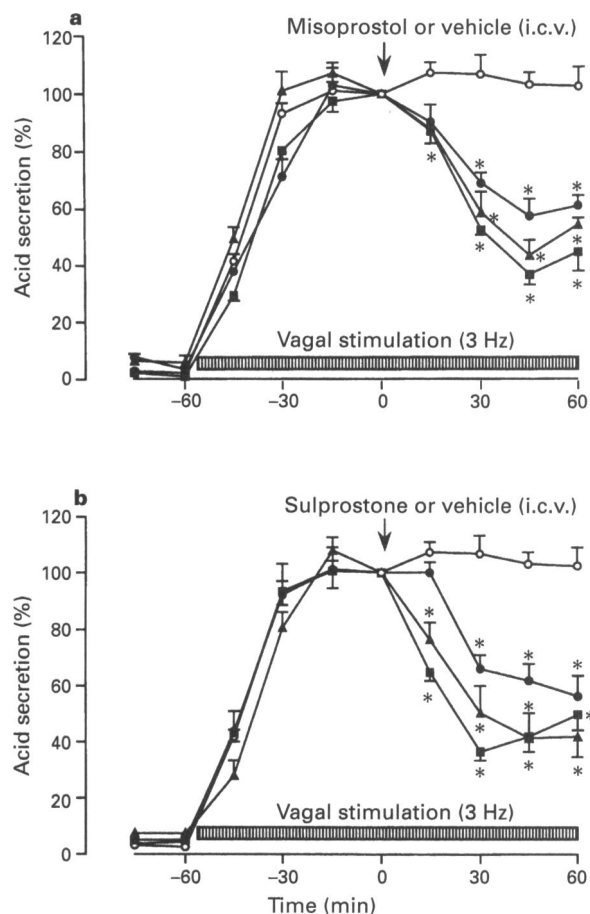 a
Misoprostol or vehicle (i.c.v.)
120
100
80
60
40
20
0
Acid secretion (%)
* * * * * * * * * *
Vagal stimulation (3 Hz)
−60 −30 0 30 60
b
Sulprostone or vehicle (i.c.v.)
120
100
80
60
40
20
0
Acid secretion (%)
* * * * * * * * * * *
Vagal stimulation (3 Hz)
−60 −30 0 30 60
Time (min)